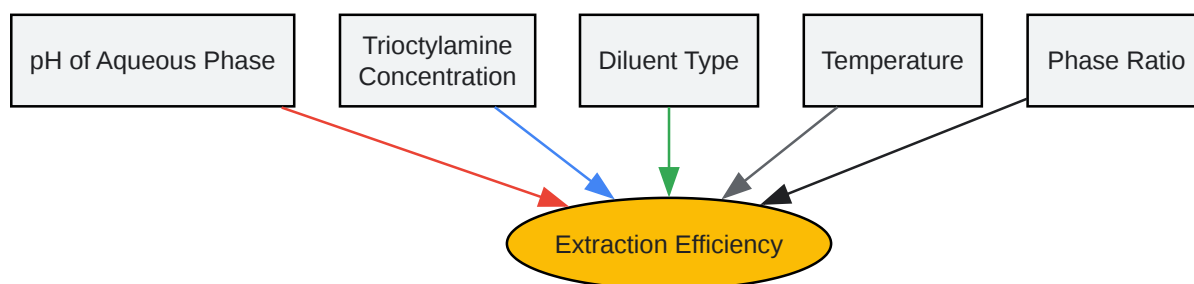 pH of Aqueous Phase
Trioctylamine
Concentration
Diluent Type
Temperature
Phase Ratio
Extraction Efficiency